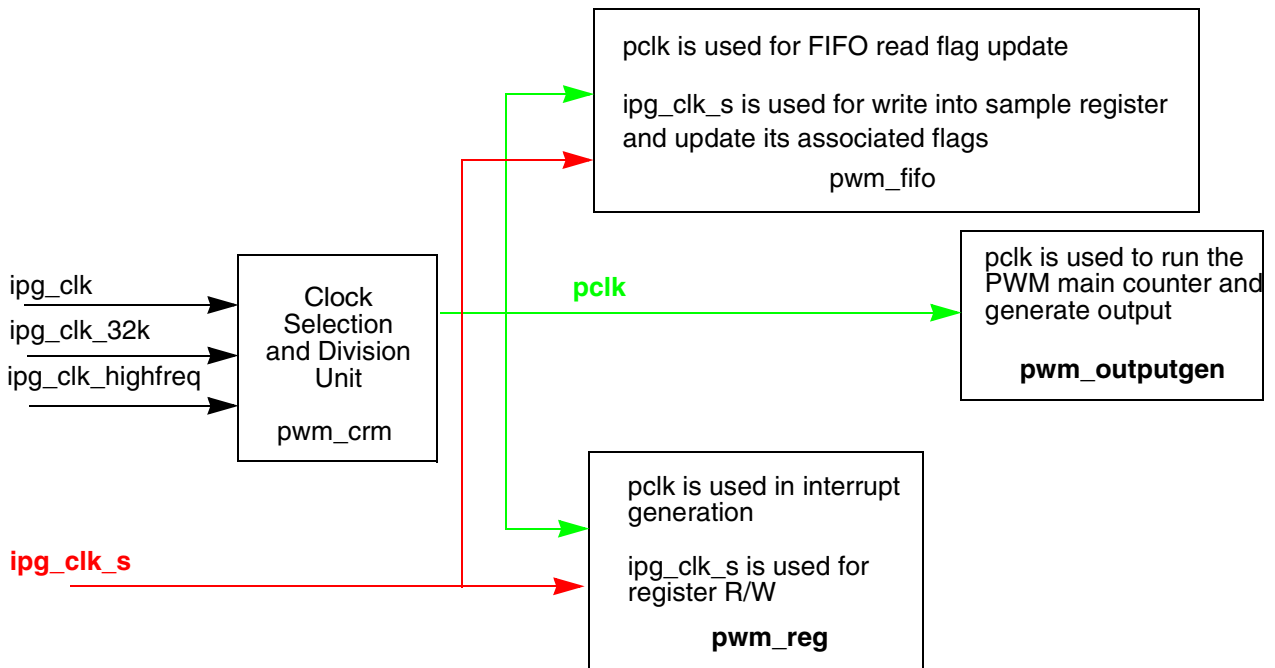 pclk is used for FIFO read flag update
ipg_clk_s is used for write into sample register
and update its associated flags
pwm_fifo
ipg_clk
ipg_clk_32k
ipg_clk_highfreq
Clock
Selection
and Division
Unit
pwm_crm
pclk
pclk is used to run the
PWM main counter and
generate output
pwm_outputgen
ipg_clk_s
pclk is used in interrupt
generation
ipg_clk_s is used for
register R/W
pwm_reg